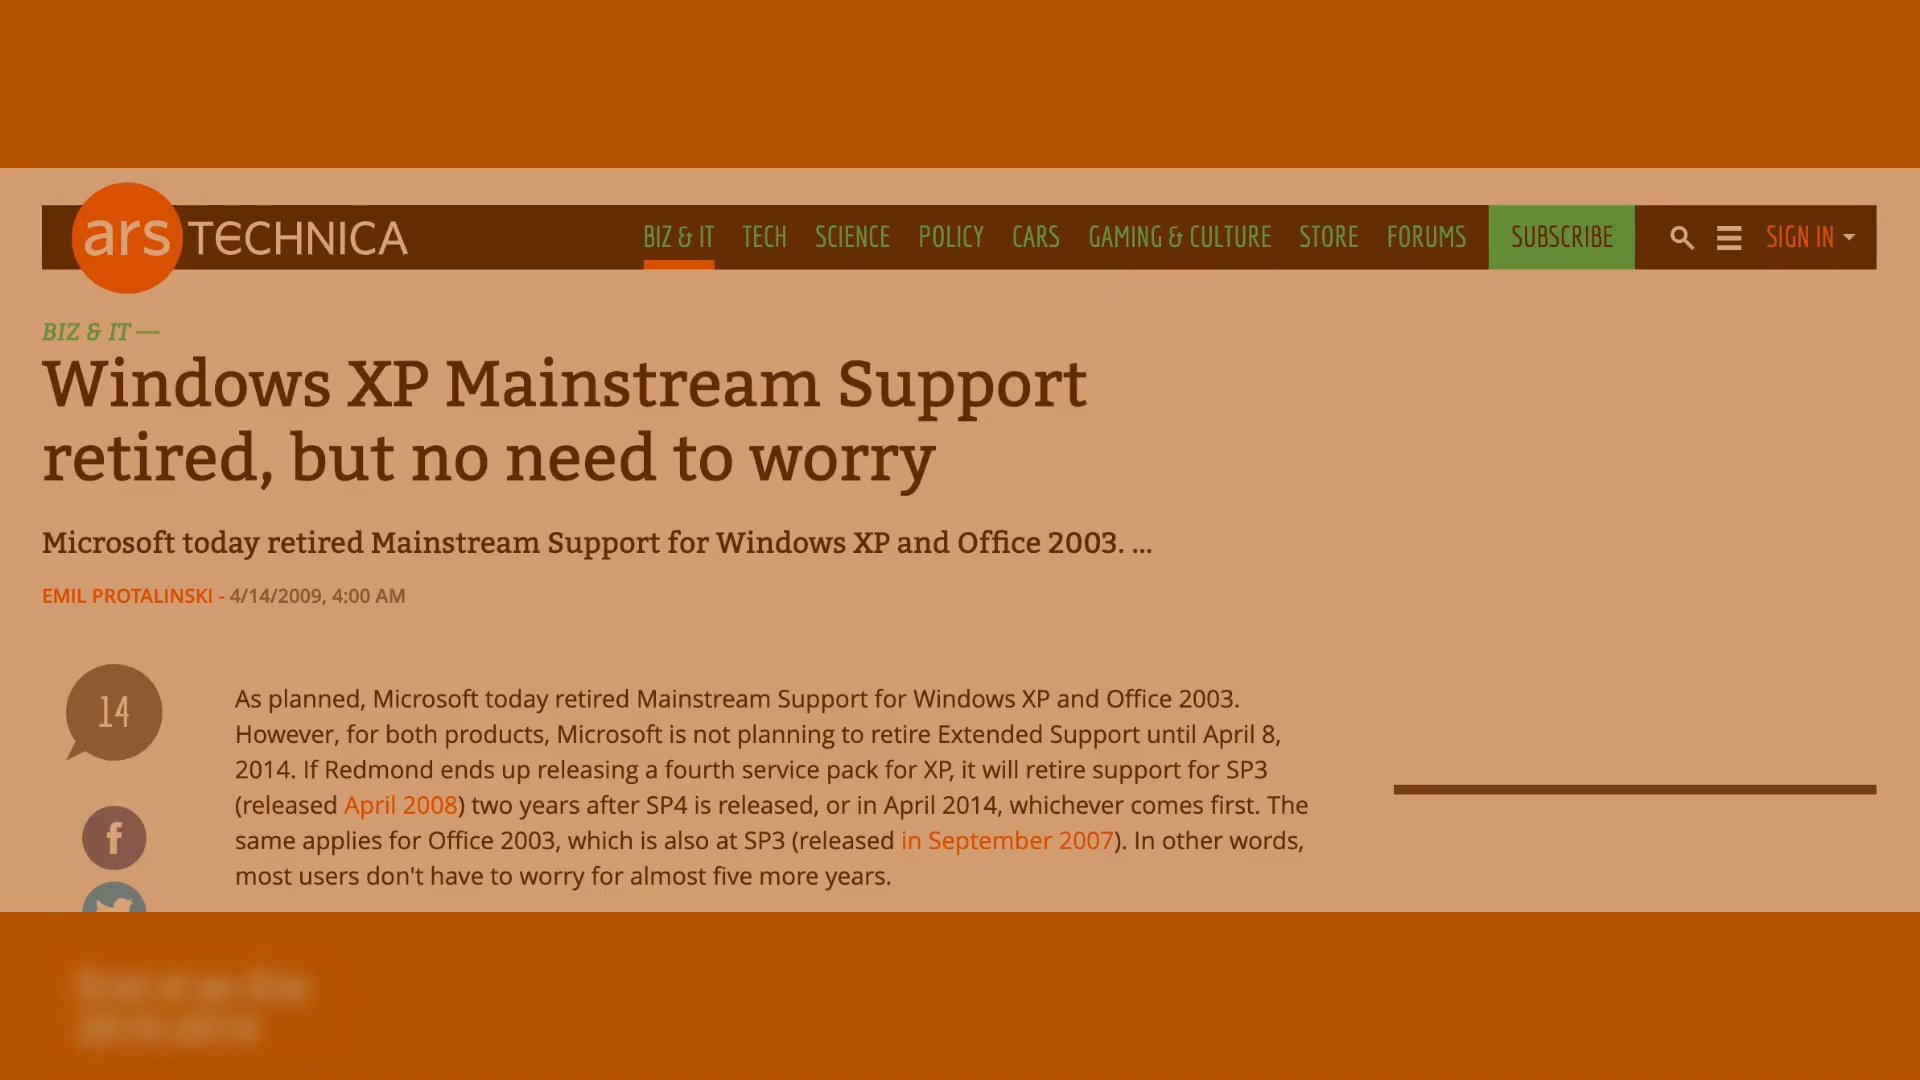 ars TECHNICA
BIZ & IT TECH SCIENCE POLICY CARS GAMING & CULTURE STORE FORUMS SUBSCRIBE SIGN IN
BIZ & IT —
Windows XP Mainstream Support
retired, but no need to worry
Microsoft today retired Mainstream Support for Windows XP and Office 2003. ...
EMIL PROTALINSKI - 4/14/2009, 4:00 AM
14
As planned, Microsoft today retired Mainstream Support for Windows XP and Office 2003.
However, for both products, Microsoft is not planning to retire Extended Support until April 8,
2014. If Redmond ends up releasing a fourth service pack for XP, it will retire support for SP3
(released April 2008) two years after SP4 is released, or in April 2014, whichever comes first. The
same applies for Office 2003, which is also at SP3 (released in September 2007). In other words,
most users don't have to worry for almost five more years.